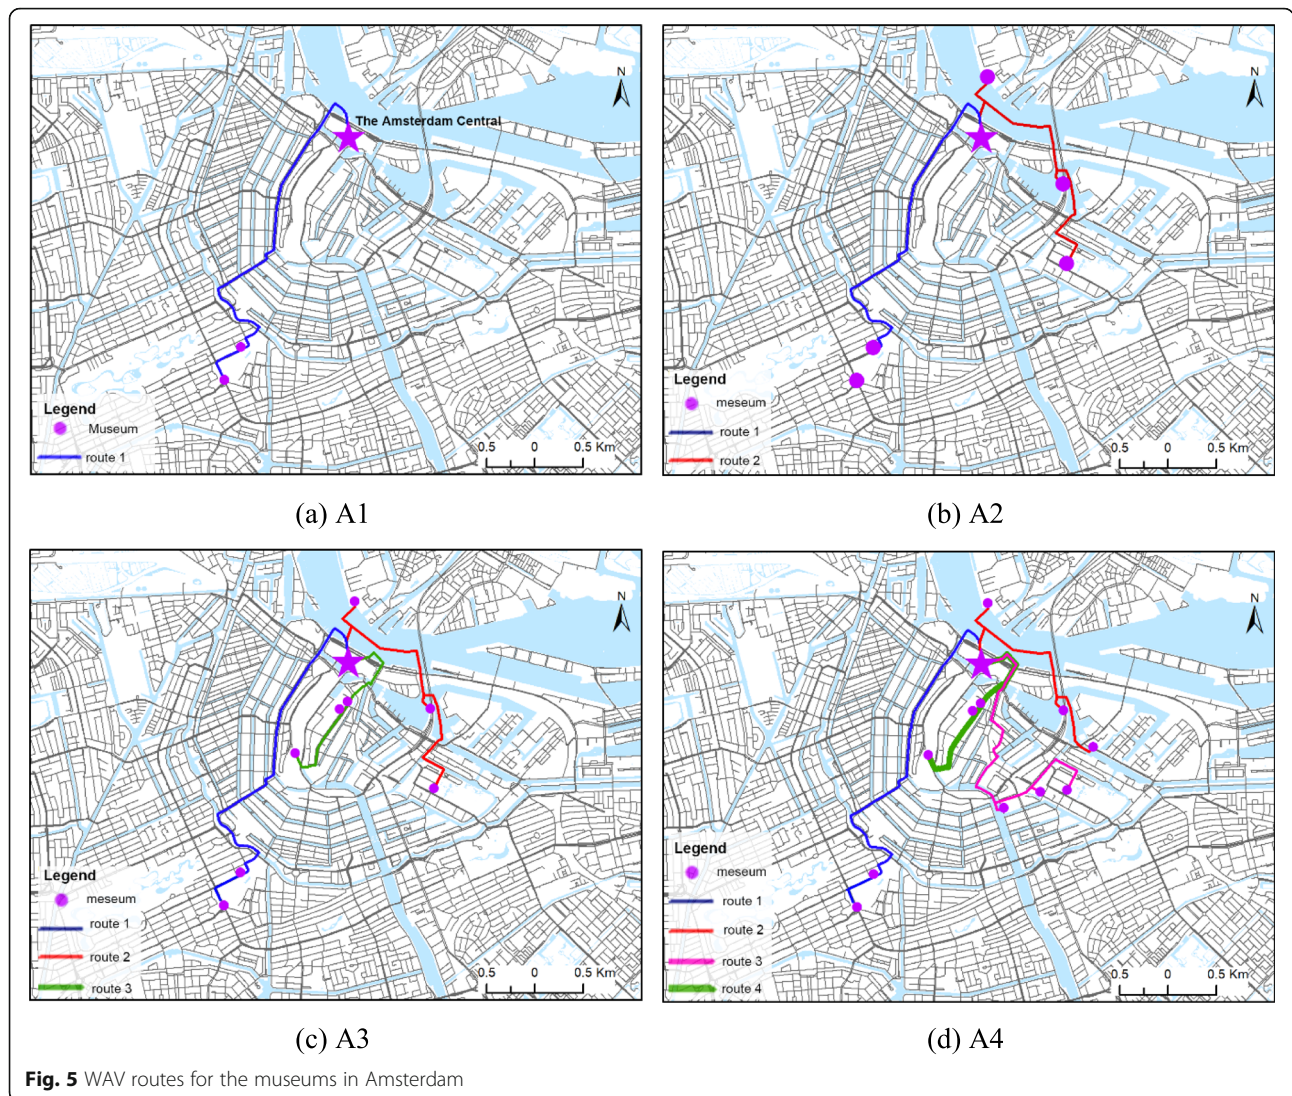 N
The Amsterdam Central
Legend
Museum
route 1
0.5 0 0.5 Km
(a) A1
N
Legend
meseum
route 1
route 2
0.5 0 0.5 Km
(b) A2
N
Legend
meseum
route 1
route 2
route 3
0.5 0 0.5 Km
(c) A3
N
Legend
meseum
route 1
route 2
route 3
route 4
0.5 0 0.5 Km
(d) A4
Fig. 5 WAV routes for the museums in Amsterdam